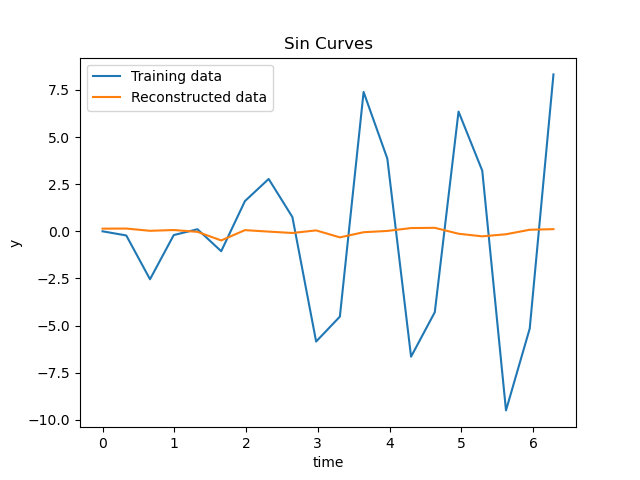 Sin Curves
Training data
Reconstructed data
7.5
5.0
2.5
0.0
−2.5
−5.0
−7.5
−10.0
y
0 1 2 3 4 5 6
time